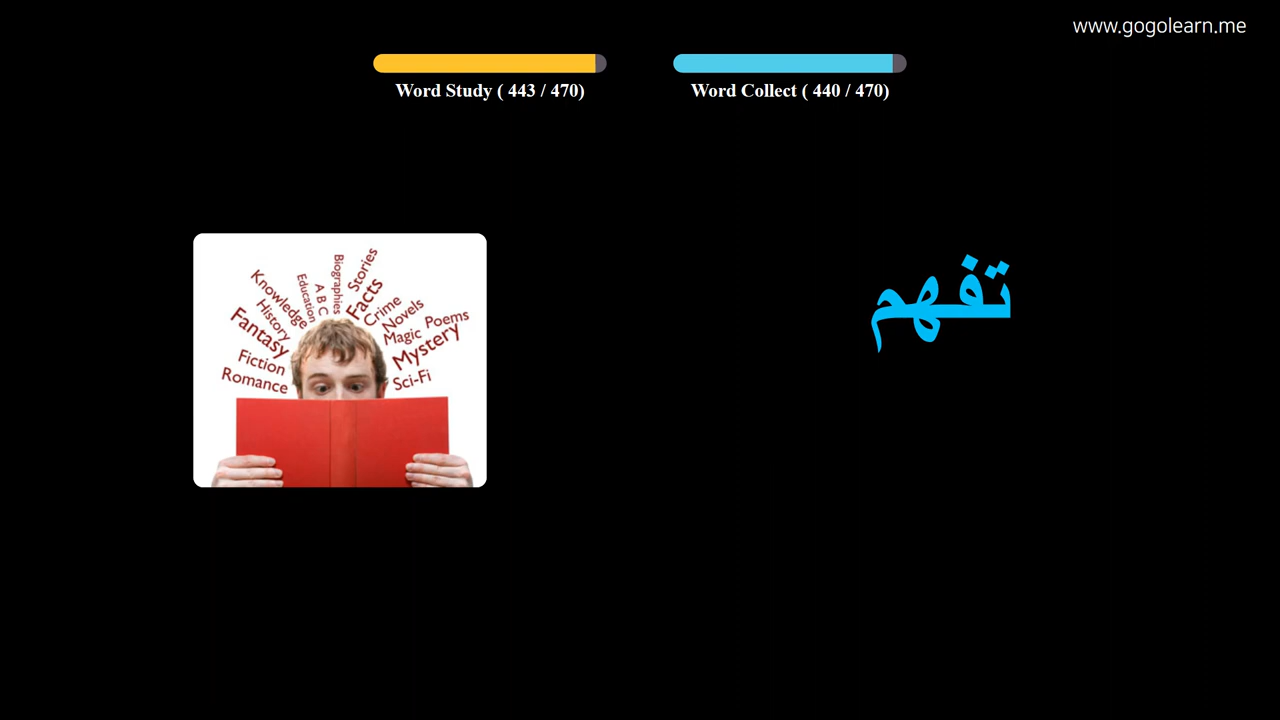 www.gogolearn.me
Word Study ( 443 / 470)
Word Collect ( 440 / 470)
تفهم
Stories
Biographies
Facts
A B C
Education
Crime
Knowledge
Novels
History
Poems
Magic
Fantasy
Mystery
Fiction
Sci-Fi
Romance